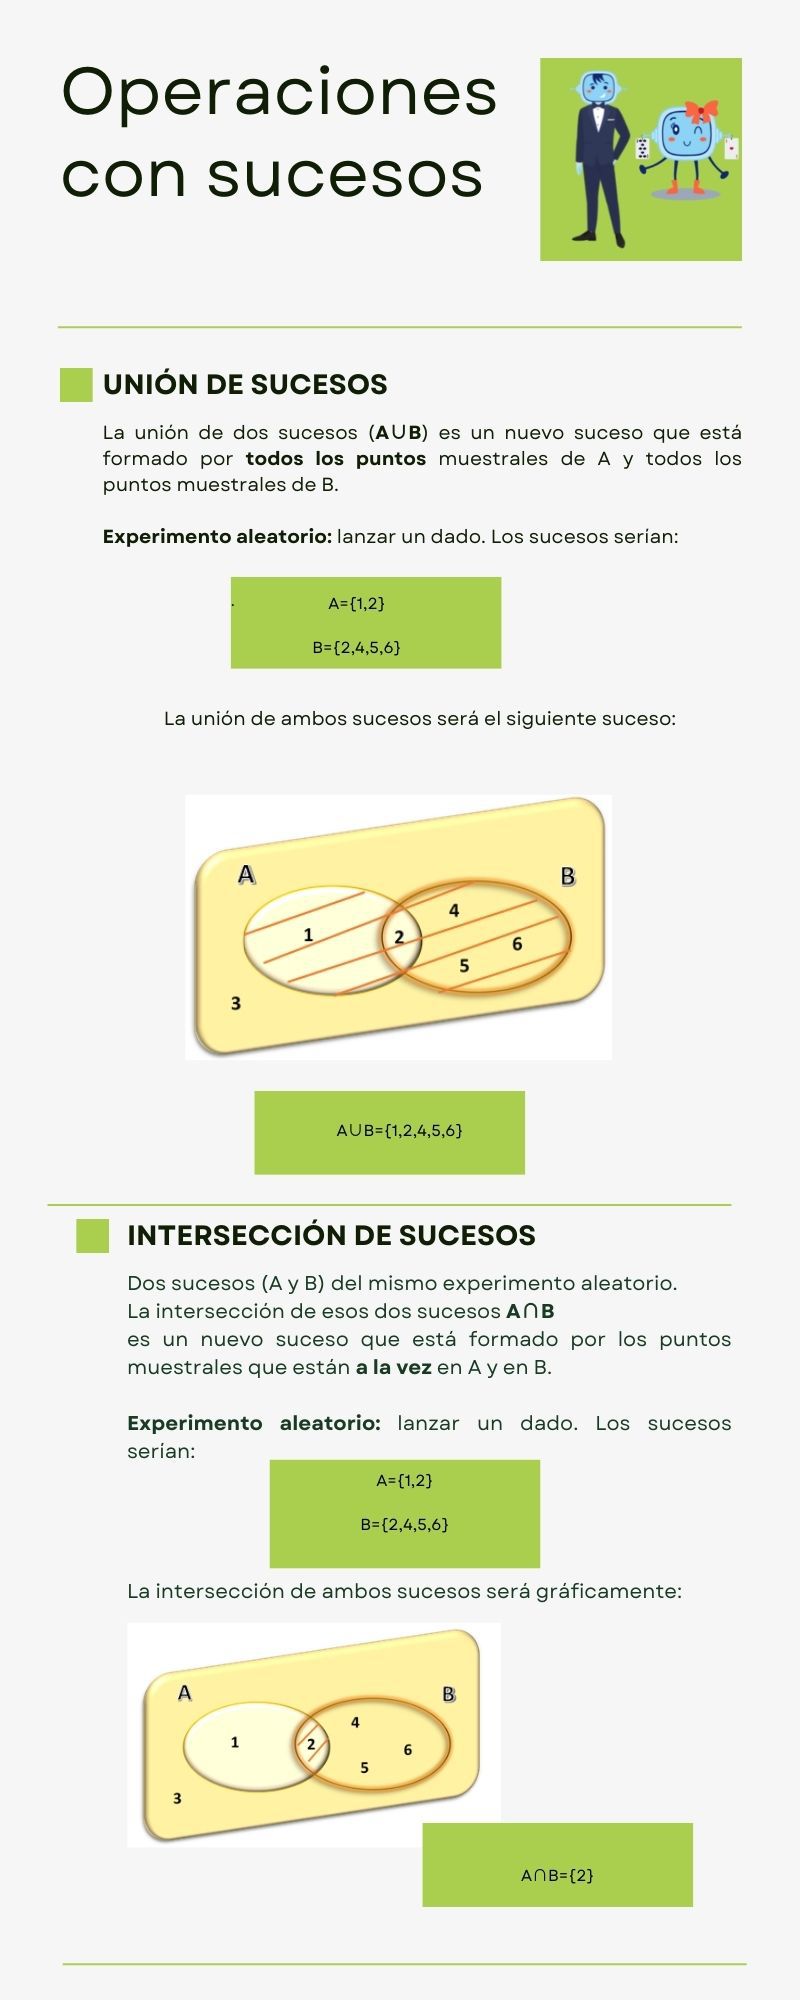 Operaciones
con sucesos
UNIÓN DE SUCESOS
La unión de dos sucesos (A∪B) es un nuevo suceso que está
formado por todos los puntos muestrales de A y todos los
puntos muestrales de B.
Experimento aleatorio: lanzar un dado. Los sucesos serían:
. A={1,2}
B={2,4,5,6}
La unión de ambos sucesos será el siguiente suceso:
A B
4
1 2 6
5
3
A∪B={1,2,4,5,6}
INTERSECCIÓN DE SUCESOS
Dos sucesos (A y B) del mismo experimento aleatorio.
La intersección de esos dos sucesos A∩B
es un nuevo suceso que está formado por los puntos
muestrales que están a la vez en A y en B.
Experimento aleatorio: lanzar un dado. Los sucesos
serían:
A={1,2}
B={2,4,5,6}
La intersección de ambos sucesos será gráficamente:
A B
4
1 2 6
5
3
A∩B={2}